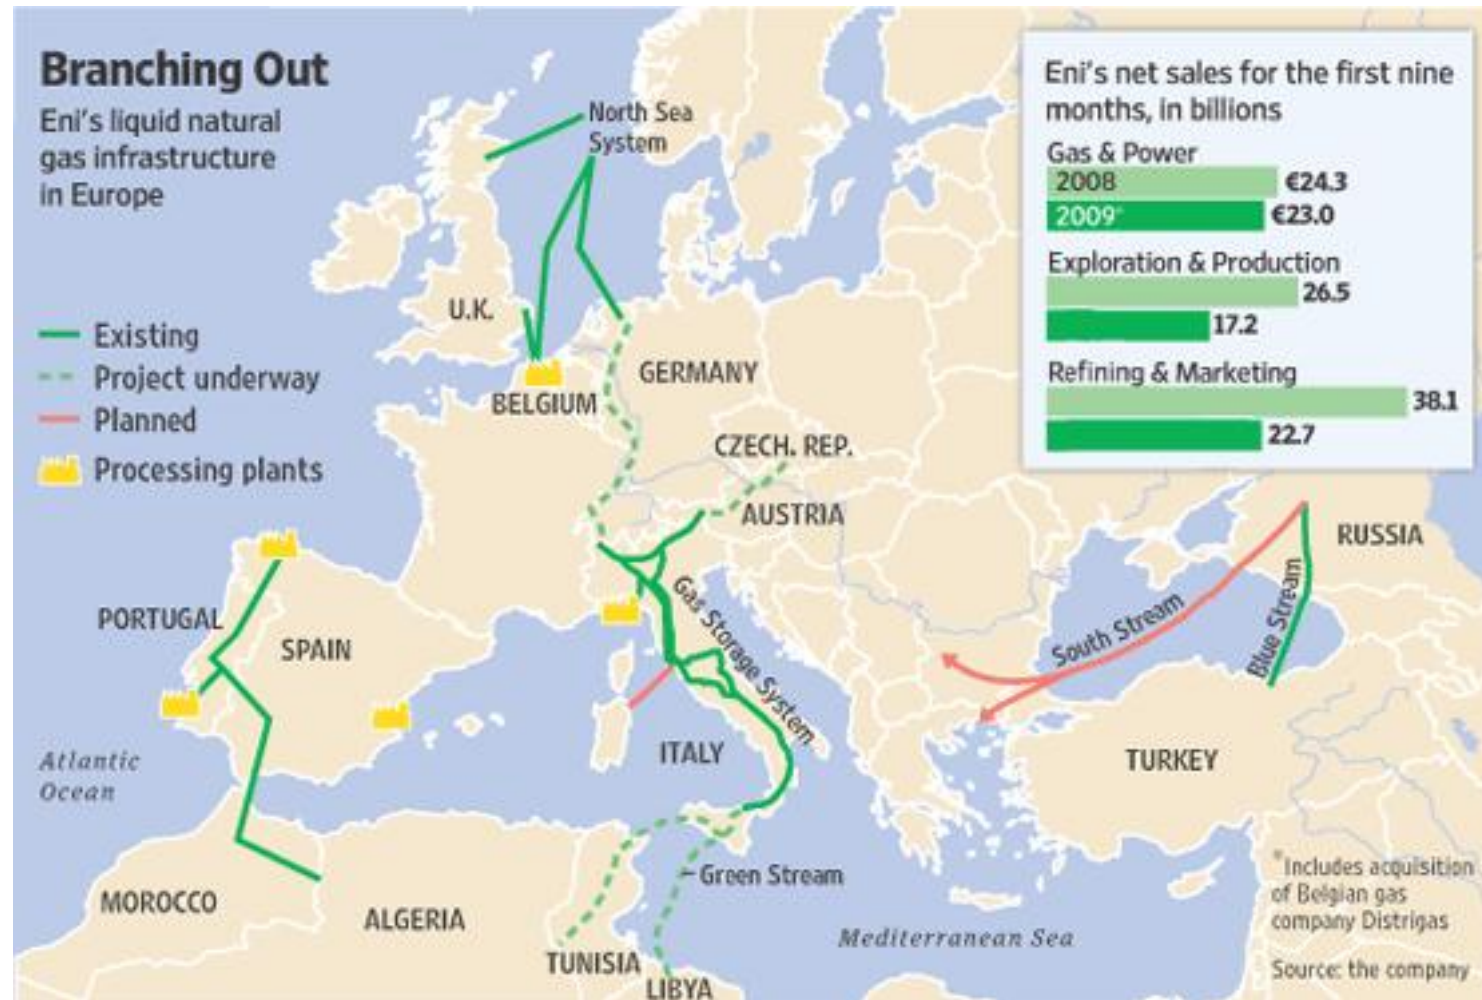 Branching Out
Eni's liquid natural
gas infrastructure
in Europe
Existing
Project underway
Planned
Processing plants
North Sea
System
U.K.
BELGIUM
GERMANY
CZECH. REP.
AUSTRIA
PORTUGAL
SPAIN
Gas Storage System
ITALY
South Stream
Blue Stream
RUSSIA
TURKEY
Atlantic
Ocean
MOROCCO
ALGERIA
Green Stream
TUNISIA
LIBYA
Mediterranean Sea
Eni's net sales for the first nine
months, in billions
Gas & Power
2008 €24.3
2009* €23.0
Exploration & Production
26.5
17.2
Refining & Marketing
38.1
22.7
*Includes acquisition
of Belgian gas
company Distrigas
Source: the company